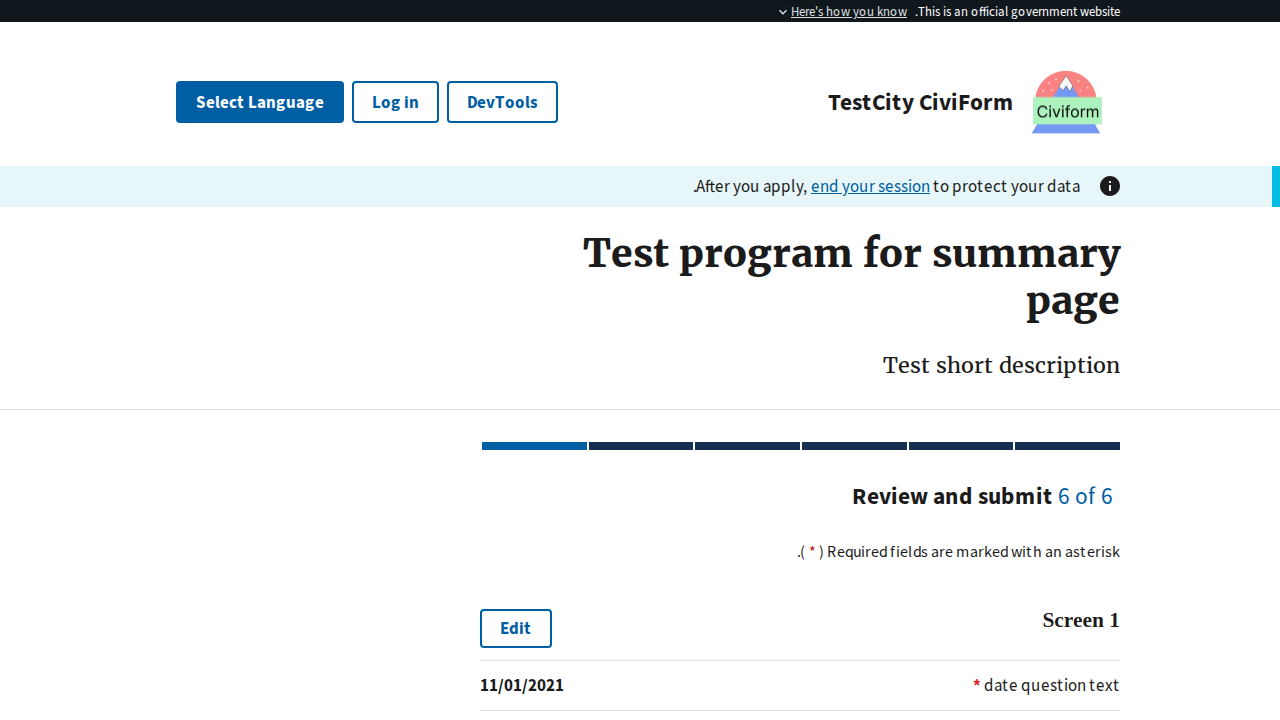 This is an official government website. Here's how you know
Civiform
TestCity CiviForm
Select Language
Log in
DevTools
After you apply, end your session to protect your data.
Test program for summary page
Test short description
Review and submit 6 of 6
Required fields are marked with an asterisk ( * ).
Screen 1
Edit
date question text *
11/01/2021